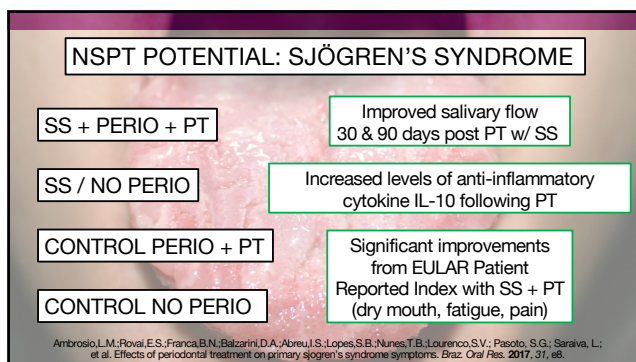 NSPT POTENTIAL: SJÖGREN'S SYNDROME
SS + PERIO + PT
SS / NO PERIO
CONTROL PERIO + PT
CONTROL NO PERIO
Improved salivary flow
30 & 90 days post PT w/ SS
Increased levels of anti-inflammatory
cytokine IL-10 following PT
Significant improvements
from EULAR Patient
Reported Index with SS + PT
(dry mouth, fatigue, pain)
Ambrosio,L.M.;Rovai,E.S.;Franca,B.N.;Balzarini,D.A.;Abreu,I.S.;Lopes,S.B.;Nunes,T.B.;Lourenco,S.V.; Pasoto, S.G.; Saraiva, L.;
et al. Effects of periodontal treatment on primary sjogren's syndrome symptoms. Braz. Oral Res. 2017, 31, e8.